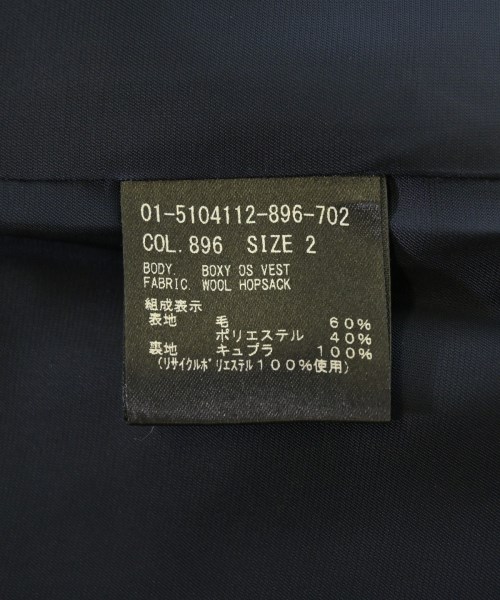 01-5104112-896-702
COL. 896 SIZE 2
BODY. BOXY OS VEST
FABRIC. WOOL HOPSACK
組成表示
表地 毛 60%
ポリエステル 40%
裏地 キュプラ 100%
(リサイクルポリエステル100%使用)